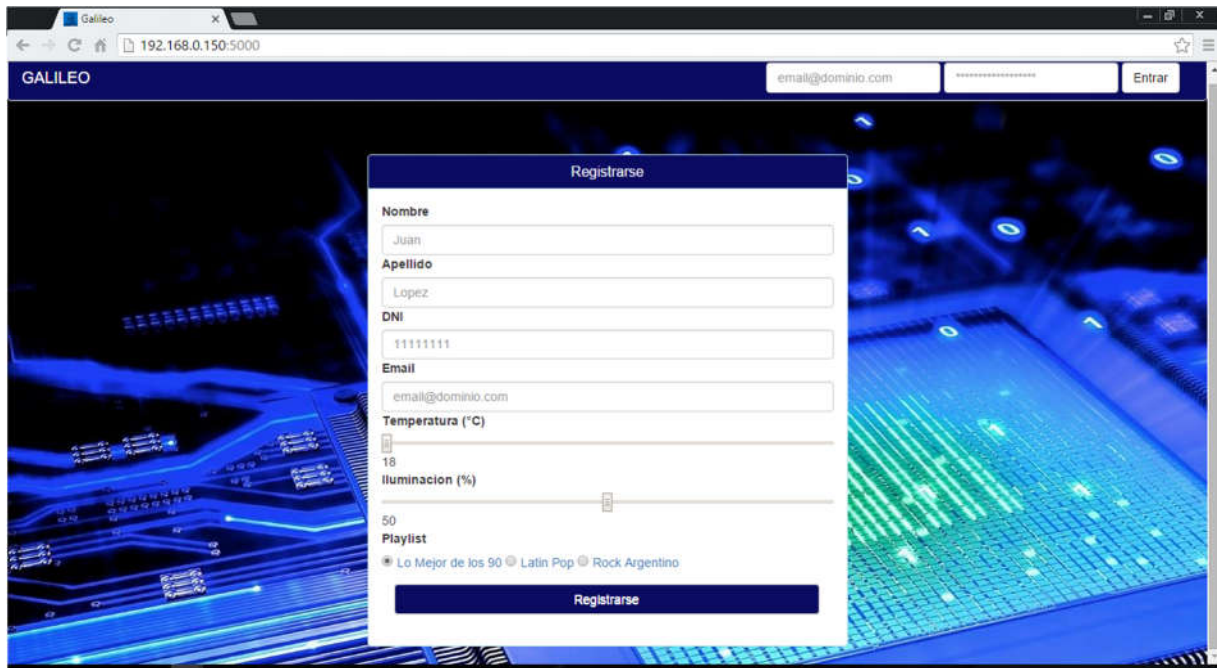 Galileo
192.168.0.150:5000
GALILEO email@dominio.com ****************** Entrar
Registrarse
Nombre
Juan
Apellido
Lopez
DNI
11111111
Email
email@dominio.com
Temperatura (°C)
18
Iluminacion (%)
50
Playlist
Lo Mejor de los 90 Latin Pop Rock Argentino
Registrarse